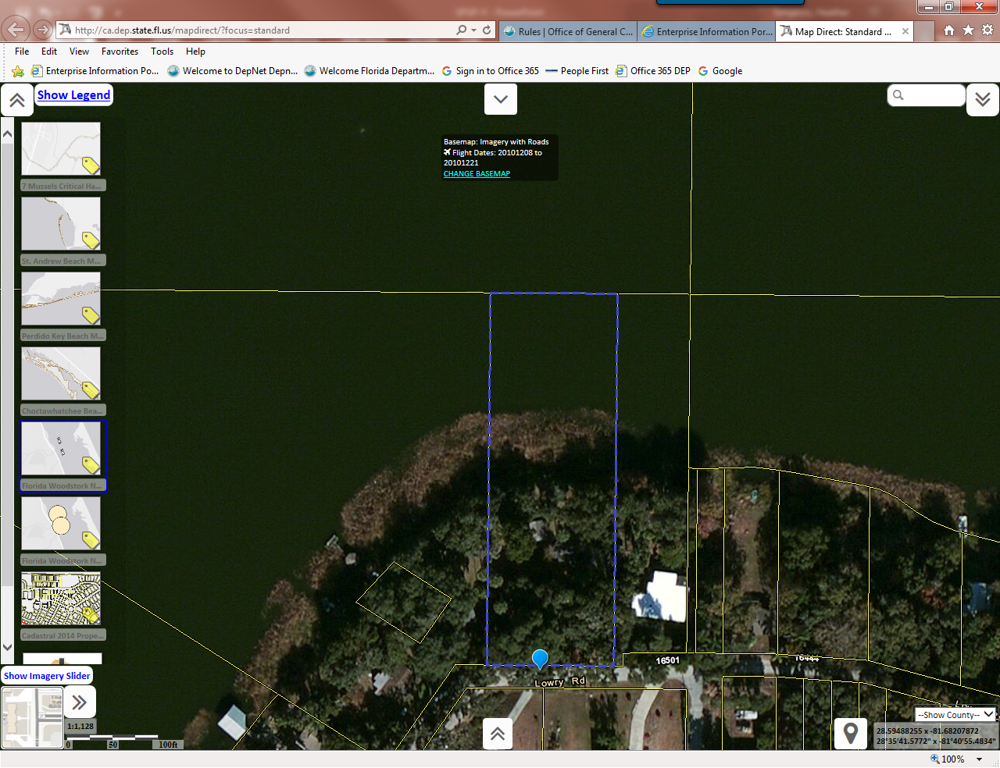 http://ca.dep.state.fl.us/mapdirect/?focus=standard
Rules | Office of General C...
Enterprise Information Por...
Map Direct: Standard ...
File Edit View Favorites Tools Help
Enterprise Information Po...
Welcome to DepNet Depn...
Welcome Florida Departm...
Sign in to Office 365
People First
Office 365 DEP
Google
Show Legend
Basemap: Imagery with Roads
Flight Dates: 20101208 to
20101221
CHANGE BASEMAP
7 Mussels Critical Ha...
St. Andrew Beach M...
Perdido Key Beach M...
Choctawhatchee Bea...
Florida Woodstork N...
Florida Woodstork N...
Cadastral 2014 Prope...
16501
16444
Lowry Rd
Show Imagery Slider
1:1,128
0 50 100ft
--Show County--
28.59488255 x -81.68207872
28°35'41.5772" x -81°40'55.4834"
100%